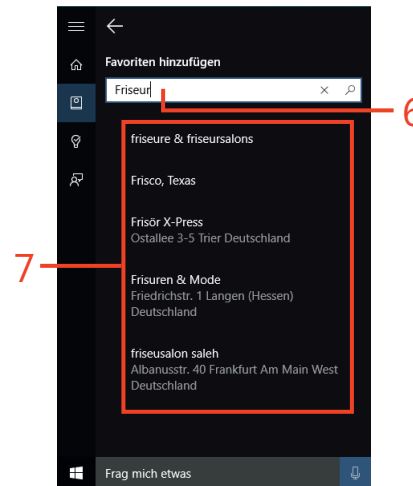 Favoriten hinzufügen
Friseur
6
friseure & friseursalons
Frisco, Texas
Frisör X-Press
Ostallee 3-5 Trier Deutschland
7
Frisuren & Mode
Friedrichstr. 1 Langen (Hessen)
Deutschland
friseusalon saleh
Albanusstr. 40 Frankfurt Am Main West
Deutschland
Frag mich etwas